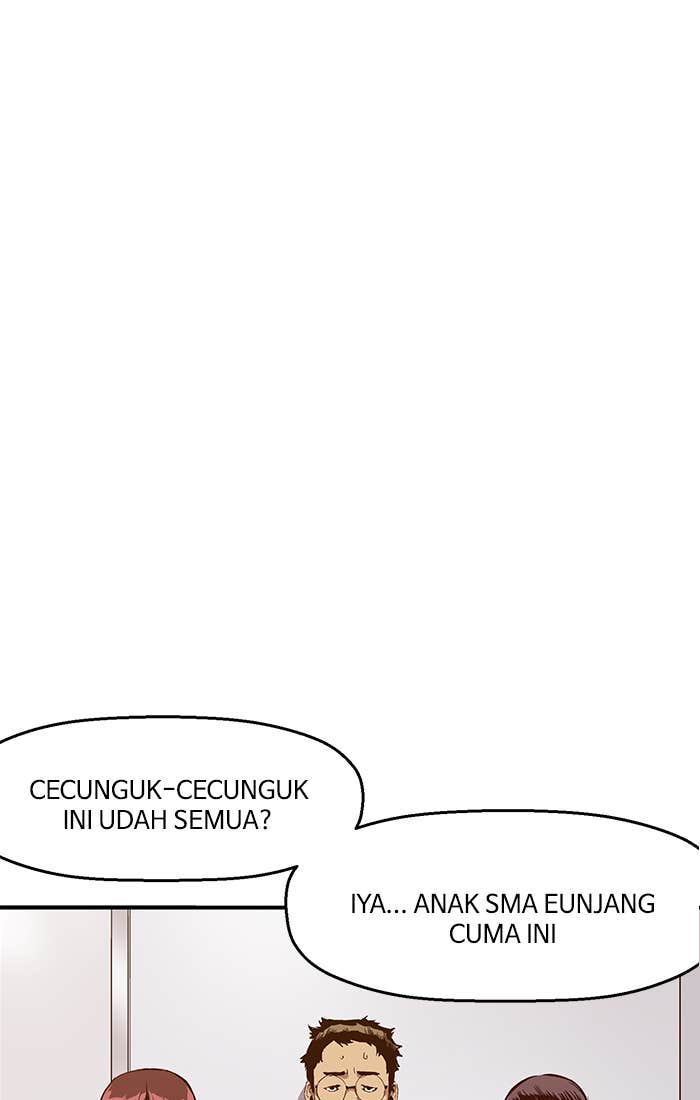 CECUNGUK-CECUNGUK
INI UDAH SEMUA?
IYA... ANAK SMA EUNJANG
CUMA INI